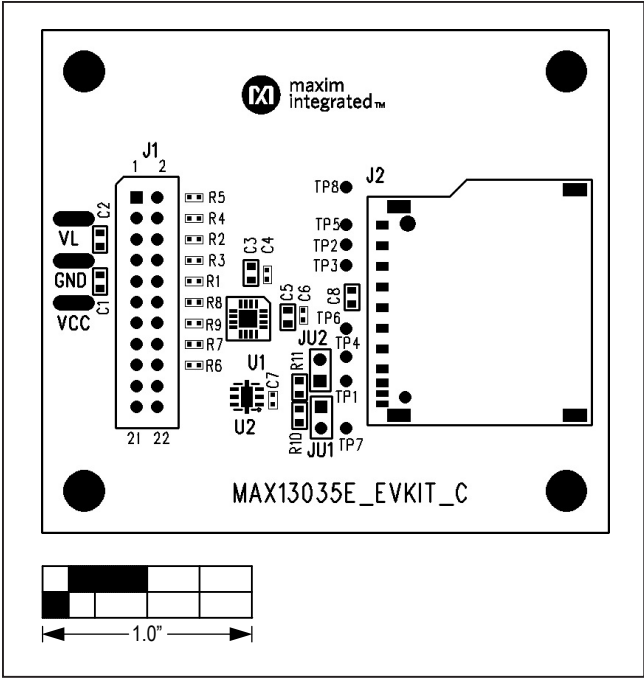 maxim
integrated™
J1
1 2
J2
TP8
C2
R5
R4
TP5
VL
R2
TP2
C3
C4
R3
TP3
GND
R1
C1
R8
C5
C6
C8
VCC
R9
TP6
JU2
TP4
R7
U1
R6
R11
C7
TP1
U2
R10
JU1
TP7
21 22
MAX13035E_EVKIT_C
1.0”